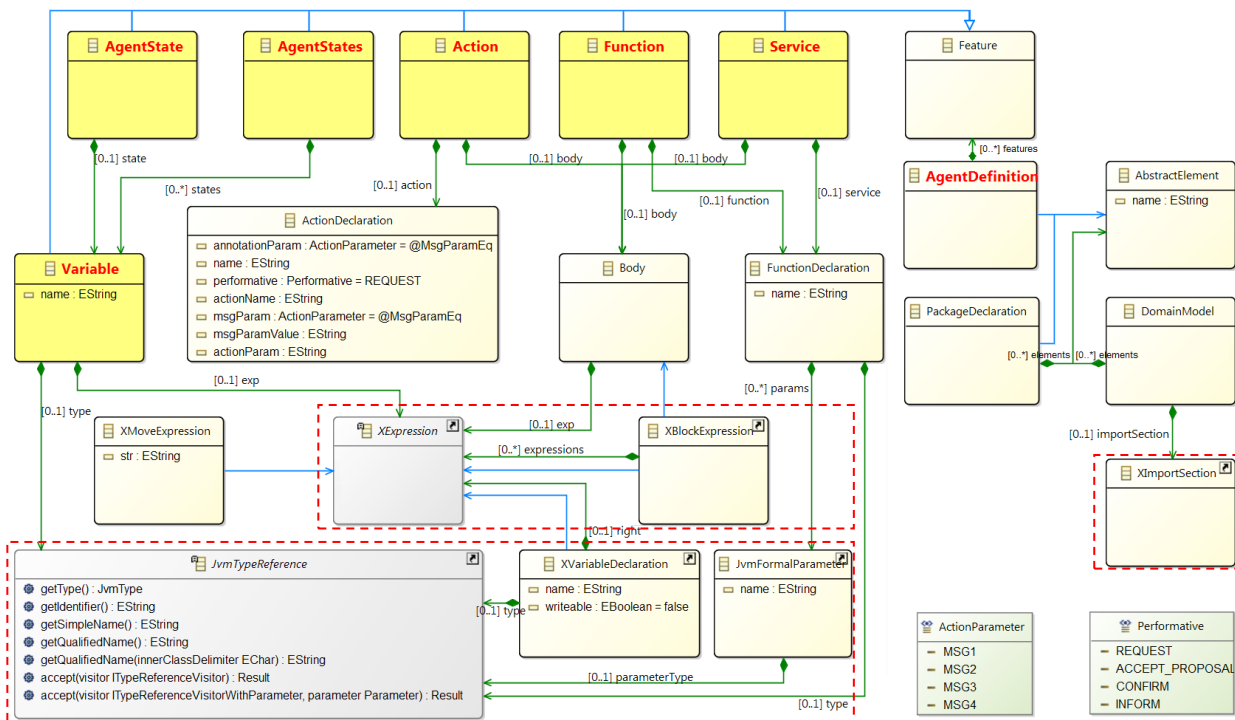 AgentState
AgentStates
Action
Function
Service
Feature
[0..1] state
[0..*] states
[0..1] action
[0..1] body
[0..1] body
[0..1] body
[0..1] function
[0..1] service
[0..*] features
AgentDefinition
AbstractElement
name : EString
ActionDeclaration
annotationParam : ActionParameter = @MsgParamEq
name : EString
performative : Performative = REQUEST
actionName : EString
msgParam : ActionParameter = @MsgParamEq
msgParamValue : EString
actionParam : EString
Variable
name : EString
Body
FunctionDeclaration
name : EString
PackageDeclaration
DomainModel
[0..*] elements
[0..*] elements
[0..1] exp
[0..1] type
[0..*] params
XMoveExpression
str : EString
XExpression
[0..1] exp
[0..*] expressions
XBlockExpression
[0..1] importSection
XImportSection
[0..1] right
JvmTypeReference
getType() : JvmType
getIdentifier() : EString
getSimpleName() : EString
getQualifiedName() : EString
getQualifiedName(innerClassDelimiter EChar) : EString
accept(visitor ITypeReferenceVisitor) : Result
accept(visitor ITypeReferenceVisitorWithParameter, parameter Parameter) : Result
[0..1] type
XVariableDeclaration
name : EString
writeable : EBoolean = false
JvmFormalParameter
name : EString
[0..1] parameterType
[0..1] type
ActionParameter
MSG1
MSG2
MSG3
MSG4
Performative
REQUEST
ACCEPT_PROPOSAL
CONFIRM
INFORM